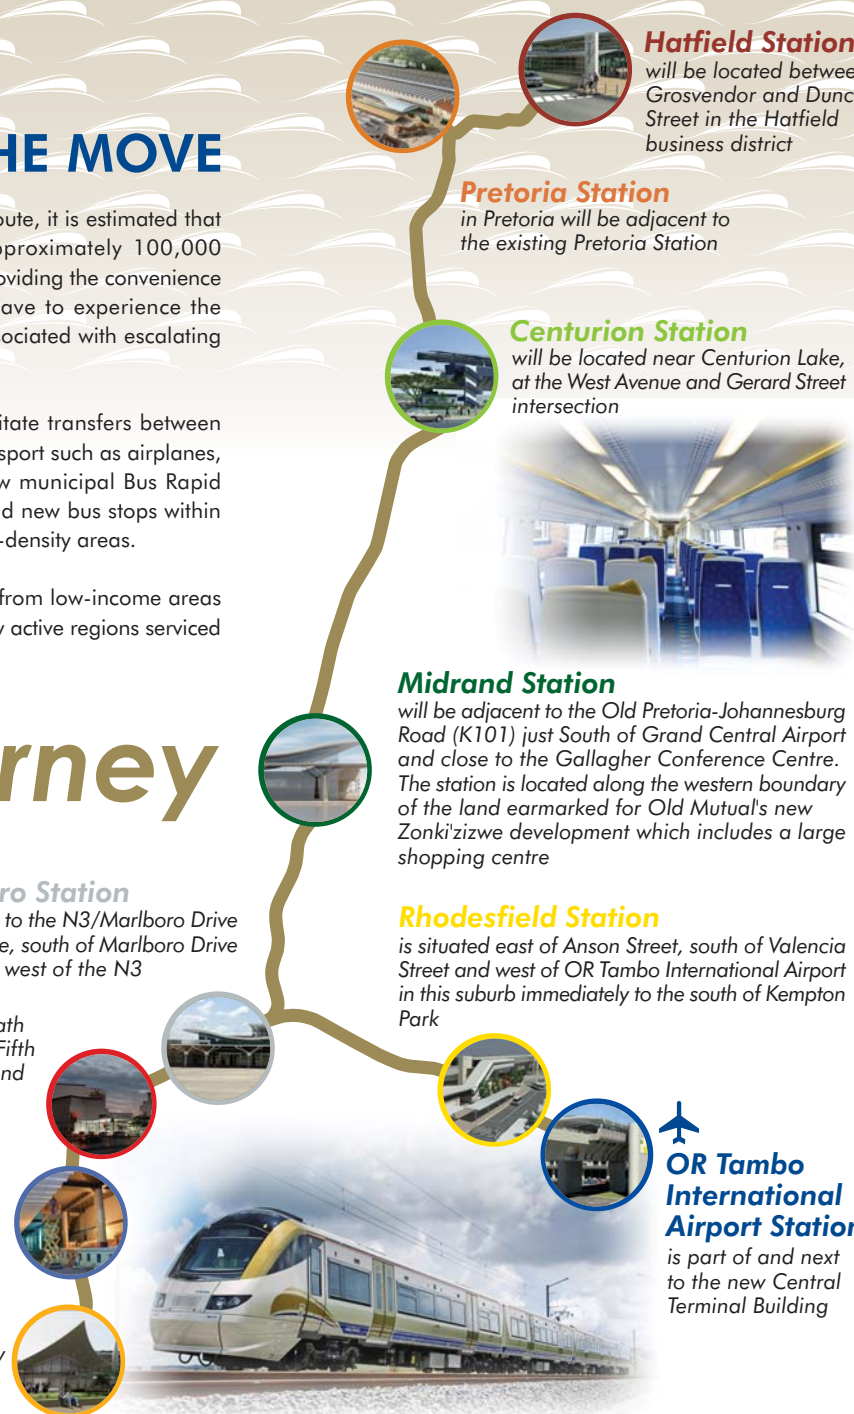 HE MOVE
oute, it is estimated that
pproximately 100,000
oviding the convenience
ave to experience the
sociated with escalating
itate transfers between
sport such as airplanes,
w municipal Bus Rapid
d new bus stops within
-density areas.
from low-income areas
y active regions serviced
rney
ro Station
to the N3/Marlboro Drive
e, south of Marlboro Drive
west of the N3
ath
Fifth
nd
y
Hatfield Station
will be located betwee
Grosvendor and Dunc
Street in the Hatfield
business district
Pretoria Station
in Pretoria will be adjacent to
the existing Pretoria Station
Centurion Station
will be located near Centurion Lake,
at the West Avenue and Gerard Street
intersection
Midrand Station
will be adjacent to the Old Pretoria-Johannesburg
Road (K101) just South of Grand Central Airport
and close to the Gallagher Conference Centre.
The station is located along the western boundary
of the land earmarked for Old Mutual's new
Zonki'zizwe development which includes a large
shopping centre
Rhodesfield Station
is situated east of Anson Street, south of Valencia
Street and west of OR Tambo International Airport
in this suburb immediately to the south of Kempton
Park
OR Tambo
International
Airport Station
is part of and next
to the new Central
Terminal Building